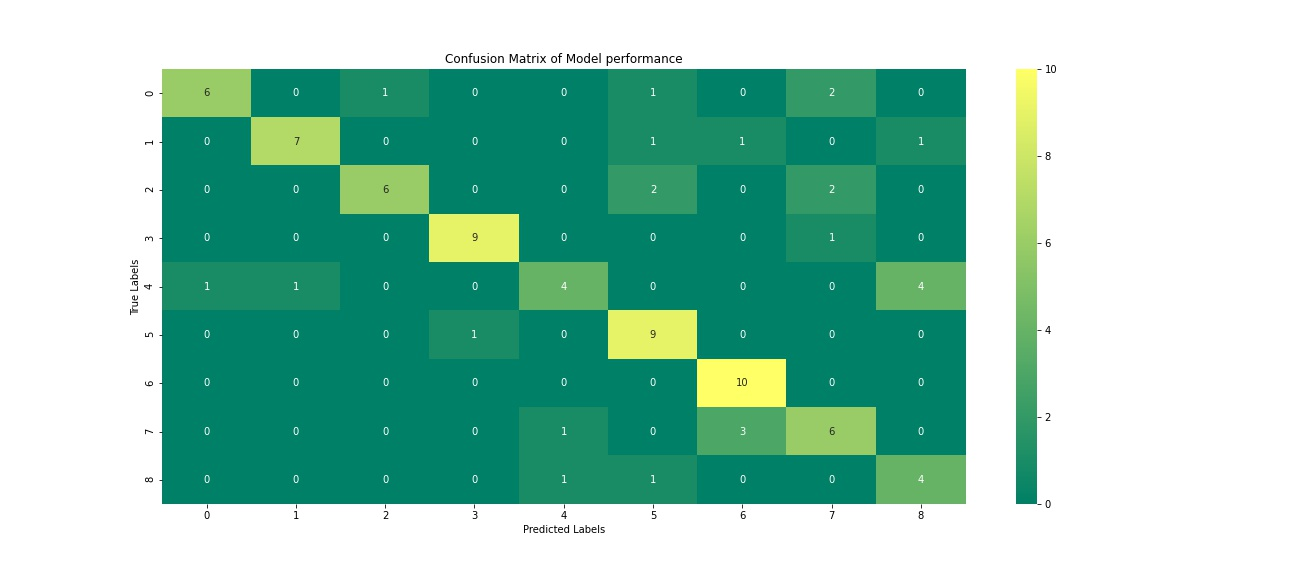 Confusion Matrix of Model performance
0 6 0 1 0 0 1 0 2 0
1 0 7 0 0 0 1 1 0 1
2 0 0 6 0 0 2 0 2 0
3 0 0 0 9 0 0 0 1 0
4 1 1 0 0 4 0 0 0 4
5 0 0 0 1 0 9 0 0 0
6 0 0 0 0 0 0 10 0 0
7 0 0 0 0 1 0 3 6 0
8 0 0 0 0 1 1 0 0 4
0 1 2 3 4 5 6 7 8
True Labels
Predicted Labels
10
8
6
4
2
0